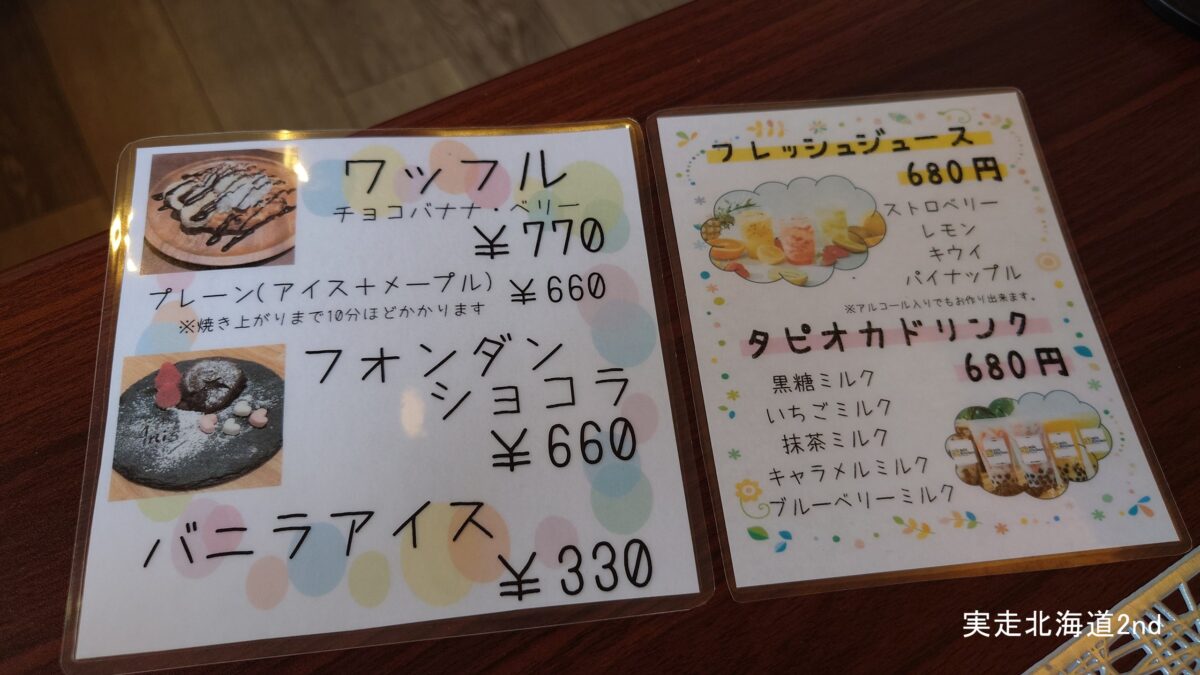 ワッフル
チョコバナナ・ベリー
¥770
プレーン(アイス+メープル) ¥660
※焼き上がりまで10分ほどかかります
フォンダン
ショコラ
¥660
バニラアイス
¥330
フレッシュジュース
680円
ストロベリー
レモン
キウイ
パイナップル
※アルコール入りでもお作り出来ます。
タピオカドリンク
680円
黒糖ミルク
いちごミルク
抹茶ミルク
キャラメルミルク
ブルーベリーミルク
実走北海道2nd